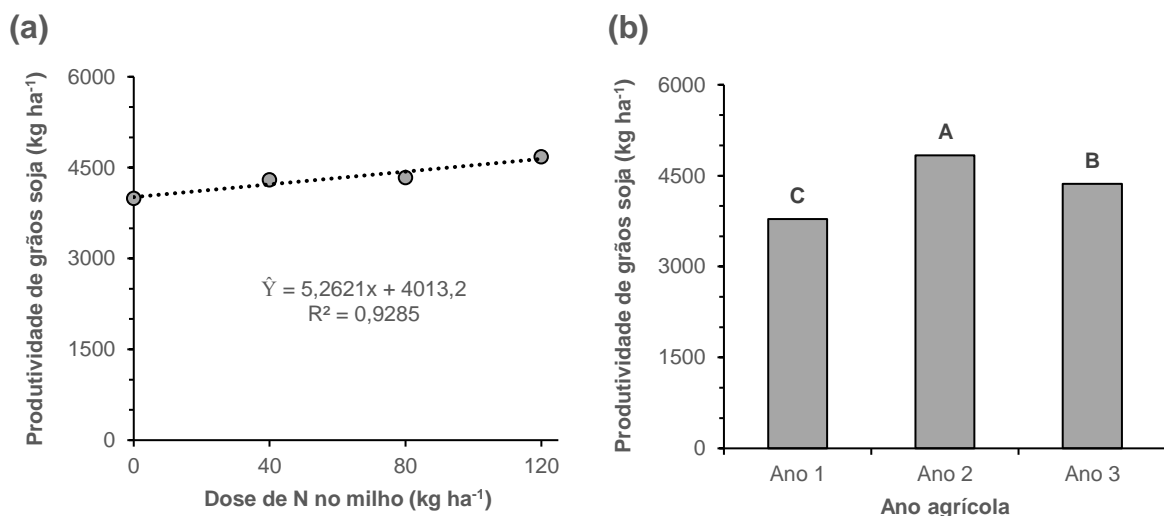 (a)
Produtividade de grãos soja (kg ha⁻¹)
6000
4500
3000
1500
0
Ŷ = 5,2621x + 4013,2
R² = 0,9285
0 40 80 120
Dose de N no milho (kg ha⁻¹)
(b)
Produtividade de grãos soja (kg ha⁻¹)
6000
4500
3000
1500
0
C A B
Ano 1 Ano 2 Ano 3
Ano agrícola